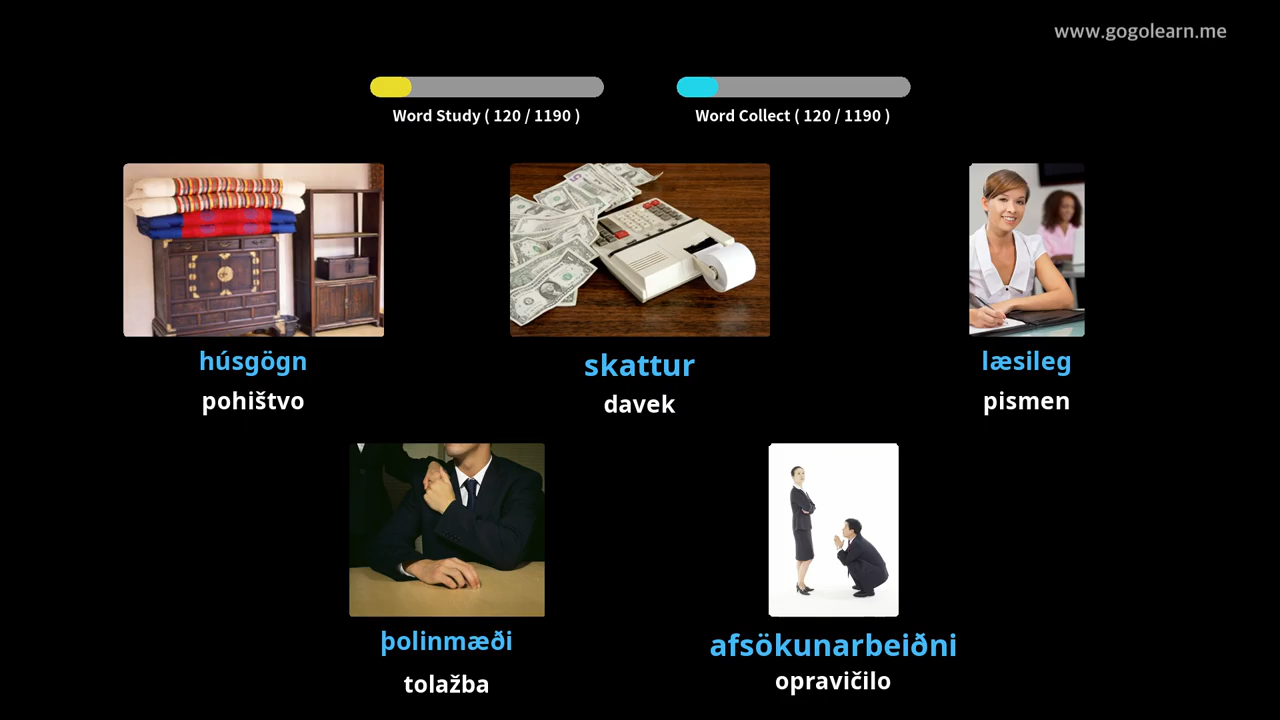 www.gogolearn.me
Word Study ( 120 / 1190 )
Word Collect ( 120 / 1190 )
húsgögn
pohištvo
skattur
davek
læsileg
pismen
þolinmæði
tolažba
afsökunarbeiðni
opravičilo